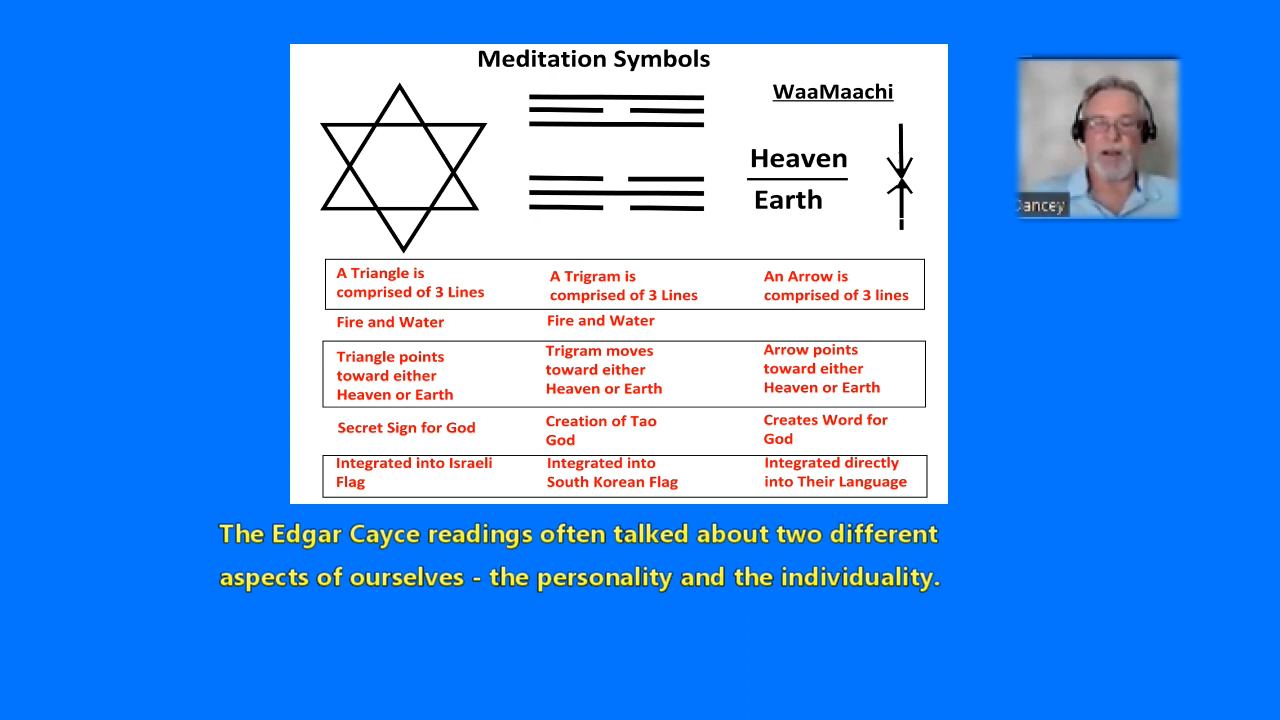 Meditation Symbols
WaaMaachi
Heaven
Earth
A Triangle is
comprised of 3 Lines
A Trigram is
comprised of 3 Lines
An Arrow is
comprised of 3 lines
Fire and Water
Fire and Water
Triangle points
toward either
Heaven or Earth
Trigram moves
toward either
Heaven or Earth
Arrow points
toward either
Heaven or Earth
Secret Sign for God
Creation of Tao
God
Creates Word for
God
Integrated into Israeli
Flag
Integrated into
South Korean Flag
Integrated directly
into Their Language
Dancey
The Edgar Cayce readings often talked about two different
aspects of ourselves - the personality and the individuality.